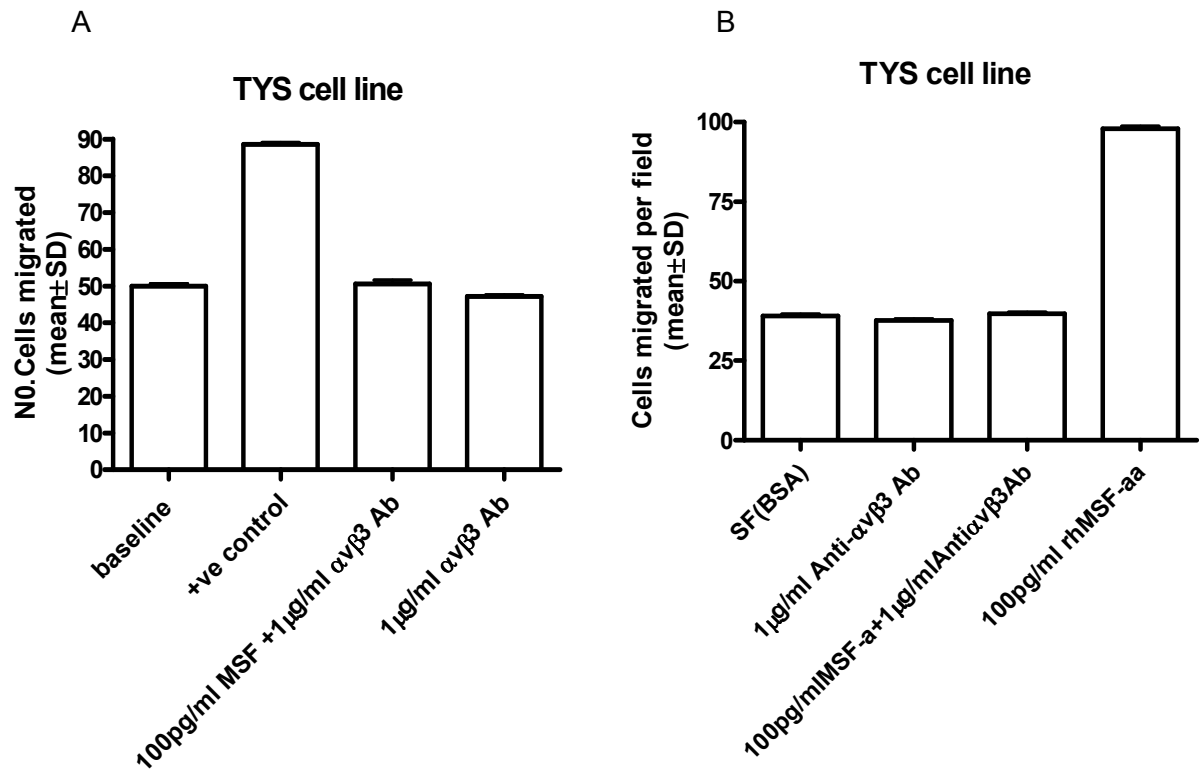 A
TYS cell line
N0.Cells migrated
(mean±SD)
90
80
70
60
50
40
30
20
10
0
baseline
+ve control
100pg/ml MSF +1µg/ml αvβ3 Ab
1µg/ml αvβ3 Ab
B
TYS cell line
Cells migrated per field
(mean±SD)
100
75
50
25
0
SF(BSA)
1µg/ml Anti-αvβ3 Ab
100pg/mlMSF-a+1µg/mlAntiαvβ3Ab
100pg/ml rhMSF-aa